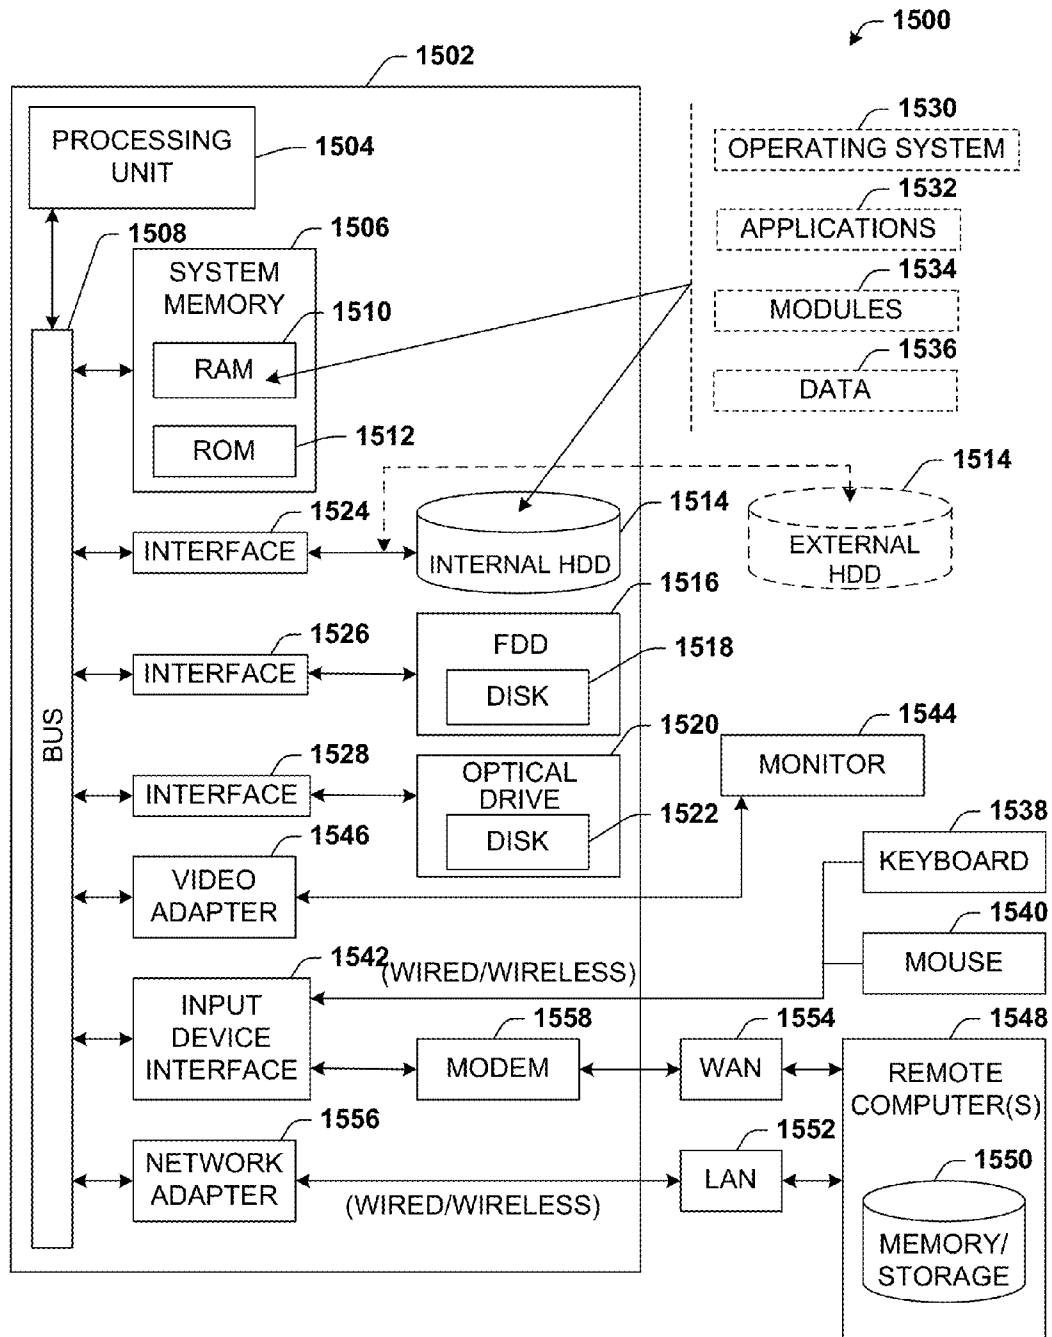 1500
1502
PROCESSING
UNIT
1504
1530
OPERATING SYSTEM
1532
APPLICATIONS
1534
MODULES
1536
DATA
1508
1506
SYSTEM
MEMORY
1510
RAM
1512
ROM
1514
INTERNAL HDD
1514
EXTERNAL
HDD
1524
INTERFACE
1516
FDD
1518
DISK
1526
INTERFACE
BUS
1520
OPTICAL
DRIVE
1522
DISK
1528
INTERFACE
1544
MONITOR
1546
VIDEO
ADAPTER
1538
KEYBOARD
1540
MOUSE
1542
(WIRED/WIRELESS)
INPUT
DEVICE
INTERFACE
1558
MODEM
1554
WAN
1548
REMOTE
COMPUTER(S)
1556
NETWORK
ADAPTER
(WIRED/WIRELESS)
1552
LAN
1550
MEMORY/
STORAGE